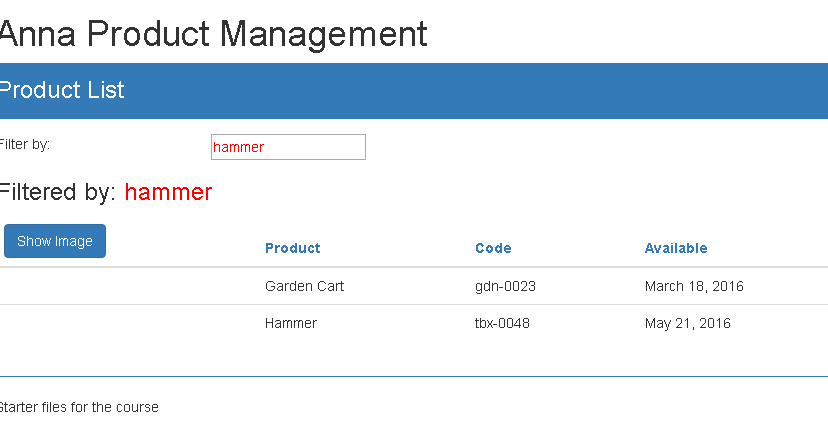 Anna Product Management
Product List
Filter by: hammer
Filtered by: hammer
Show Image Product Code Available
Garden Cart gdn-0023 March 18, 2016
Hammer tbx-0048 May 21, 2016
Starter files for the course